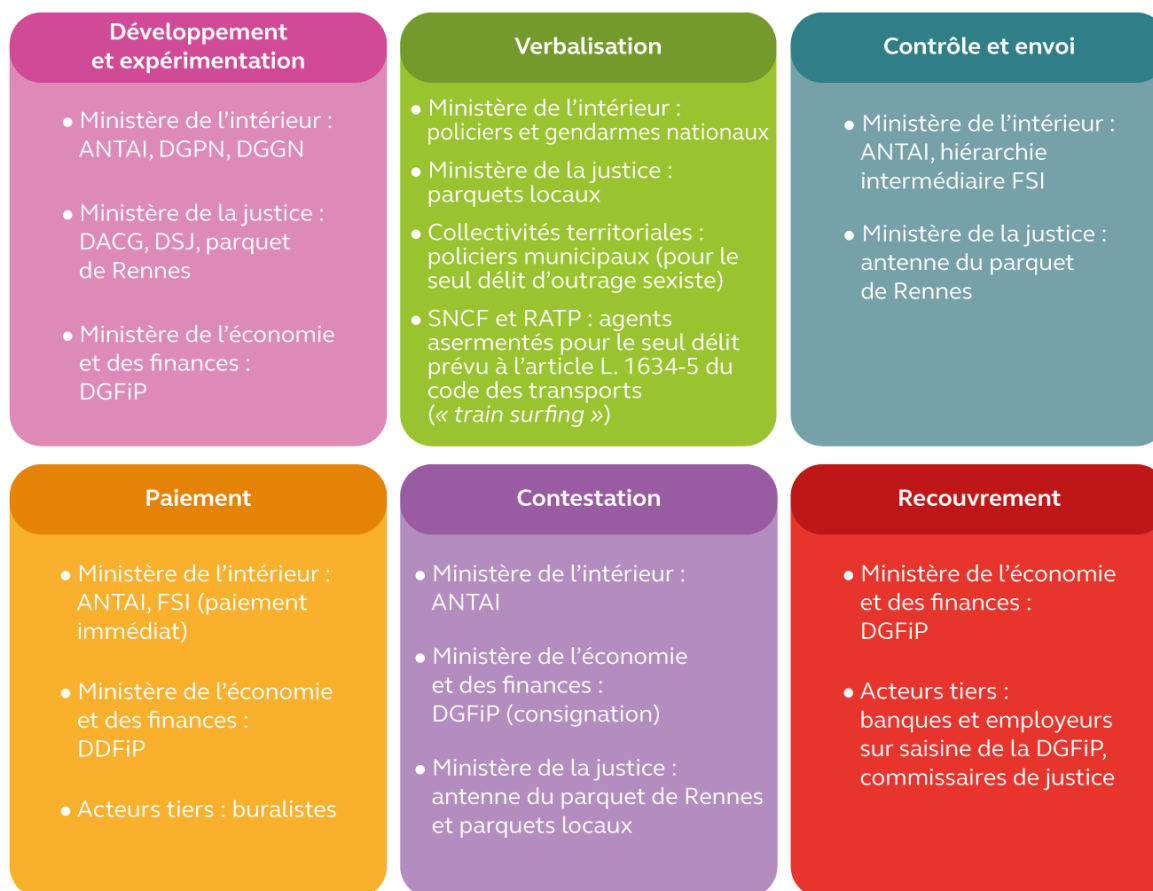 Développement
et expérimentation
• Ministère de l'intérieur :
ANTAI, DGPN, DGGN
• Ministère de la justice :
DACG, DSJ, parquet
de Rennes
• Ministère de l'économie
et des finances :
DGFiP
Verbalisation
• Ministère de l'intérieur :
policiers et gendarmes nationaux
• Ministère de la justice :
parquets locaux
• Collectivités territoriales :
policiers municipaux (pour le
seul délit d'outrage sexiste)
• SNCF et RATP : agents
asermentés pour le seul délit
prévu à l'article L. 1634-5 du
code des transports
(« train surfing »)
Contrôle et envoi
• Ministère de l'intérieur :
ANTAI, hiérarchie
intermédiaire FSI
• Ministère de la justice :
antenne du parquet
de Rennes
Paiement
• Ministère de l'intérieur :
ANTAI, FSI (paiement
immédiat)
• Ministère de l'économie
et des finances :
DDFiP
• Acteurs tiers : buralistes
Contestation
• Ministère de l'intérieur :
ANTAI
• Ministère de l'économie
et des finances :
DGFiP (consignation)
• Ministère de la justice :
antenne du parquet de Rennes
et parquets locaux
Recouvrement
• Ministère de l'économie
et des finances :
DGFiP
• Acteurs tiers :
banques et employeurs
sur saisine de la DGFiP,
commissaires de justice